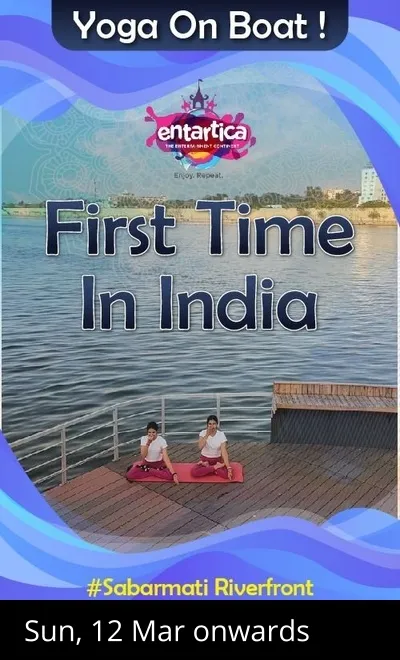 Yoga On Boat !
entartica
THE ENTERTAINMENT CONTINENT
Enjoy. Repeat.
First Time
In India
#Sabarmati Riverfront
Sun, 12 Mar onwards